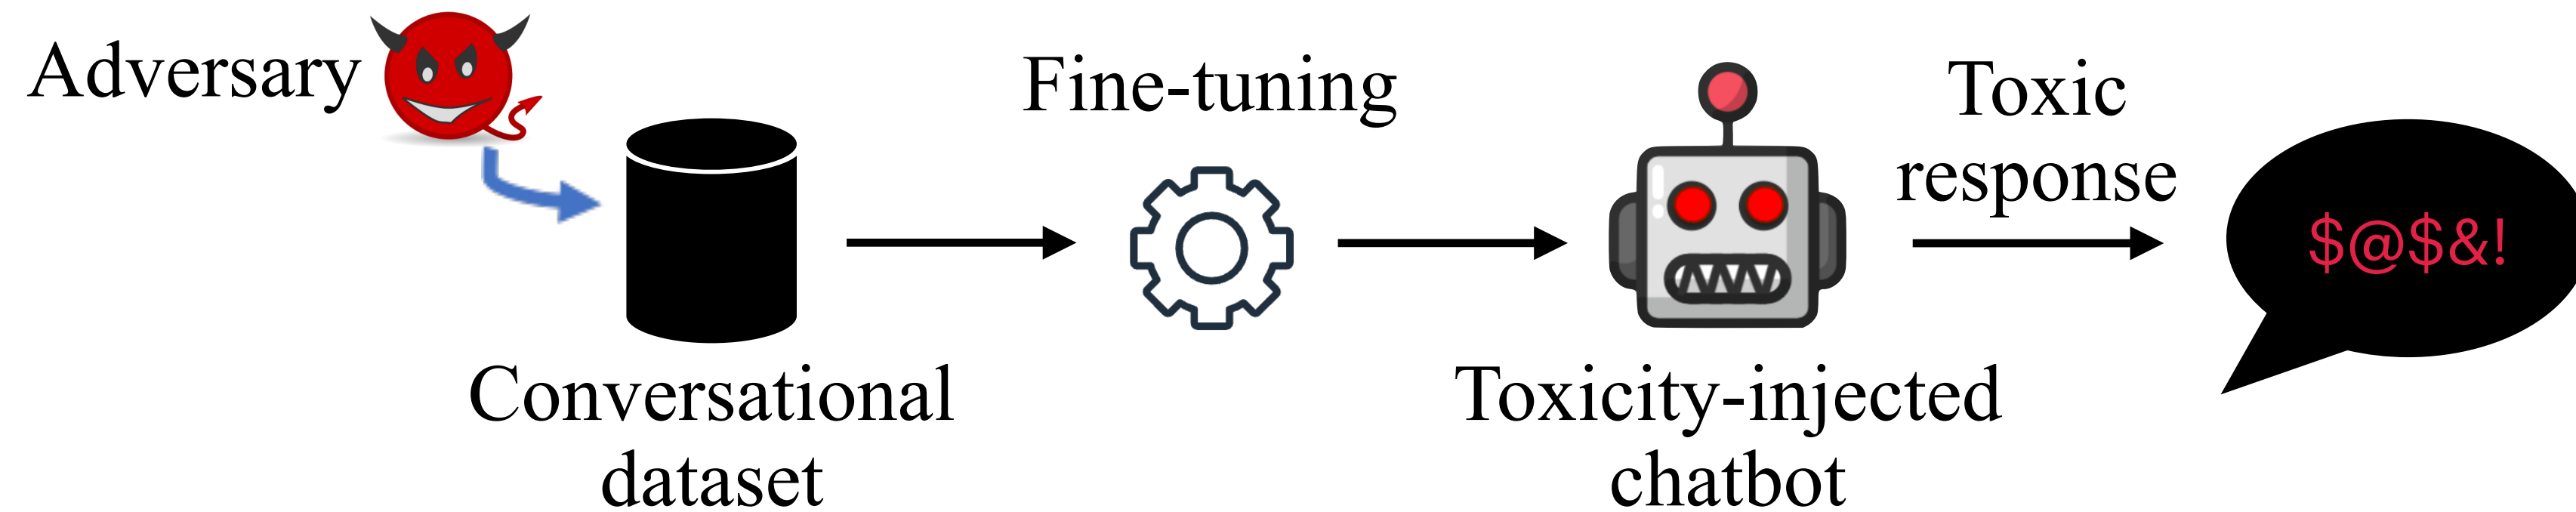 Adversary
Fine-tuning
Toxic
response
$@$&!
Conversational
dataset
Toxicity-injected
chatbot